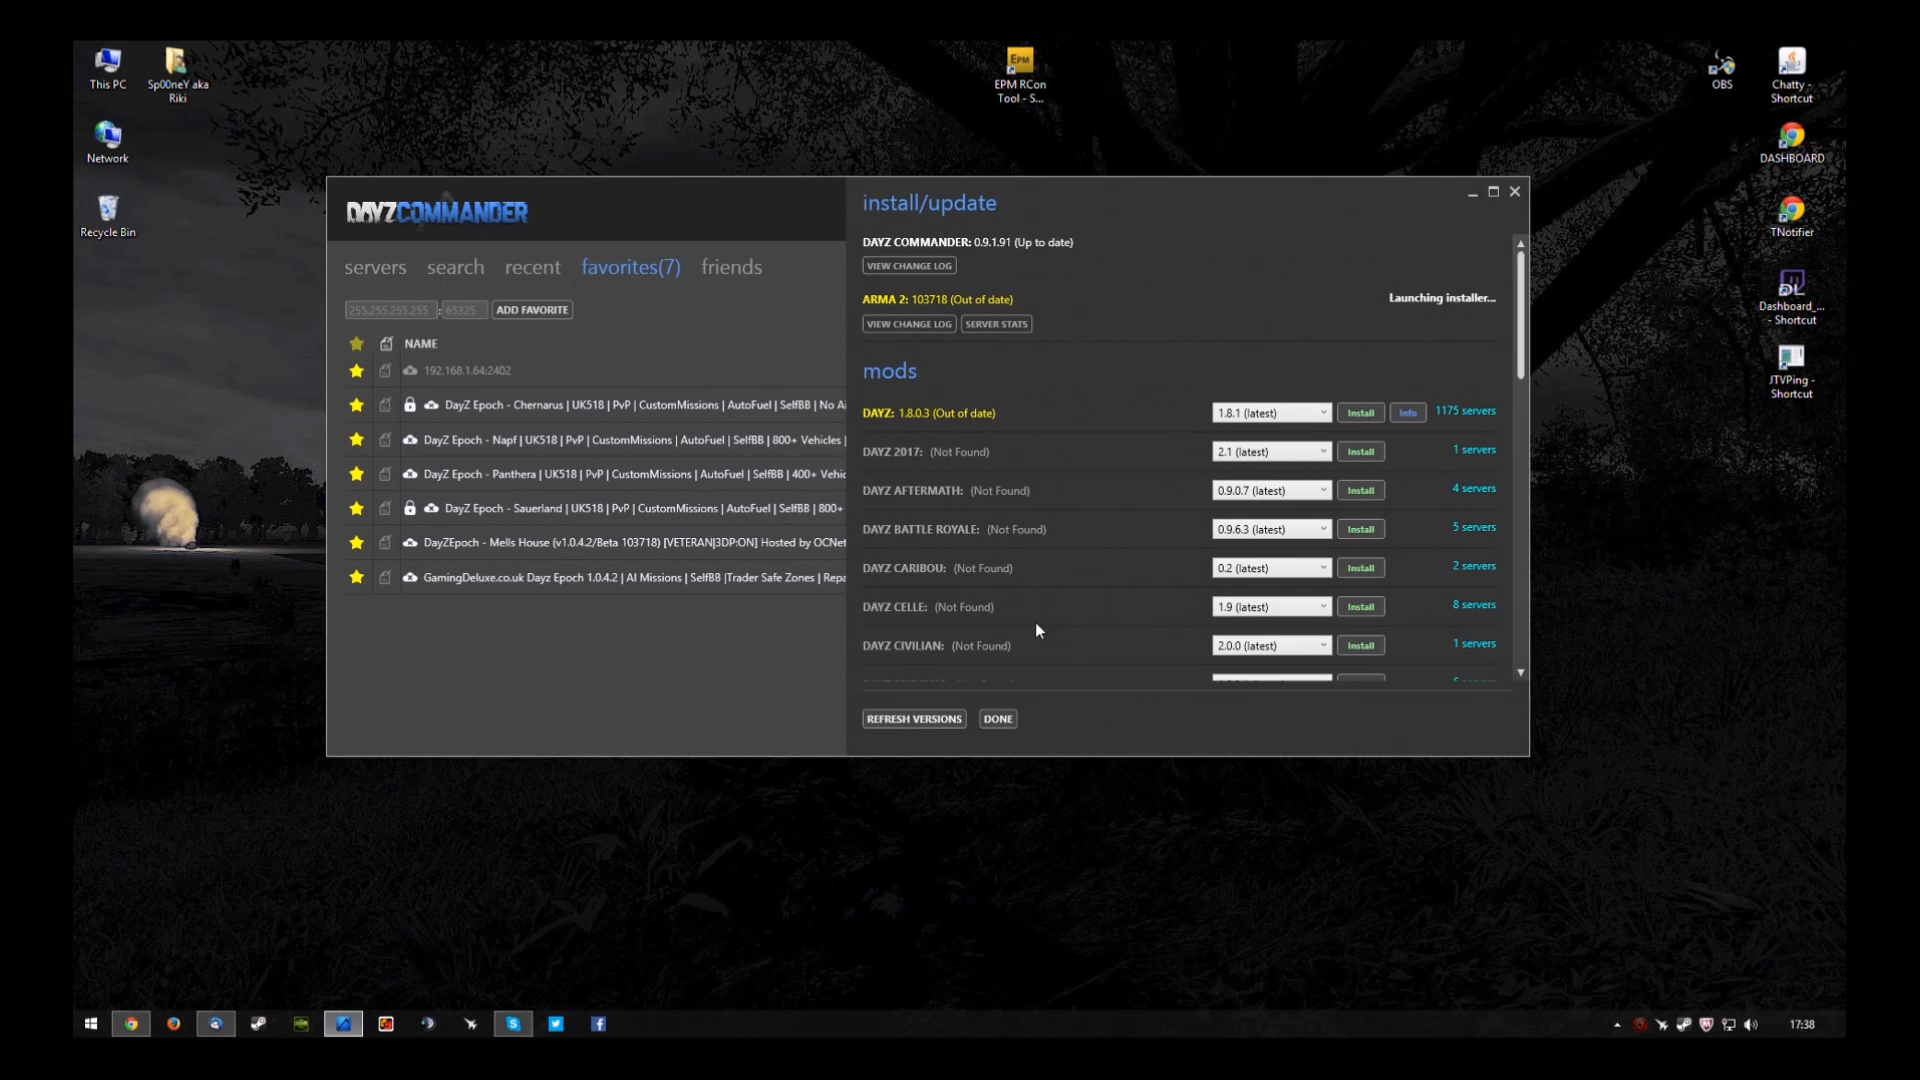 This PC
Sp00neY aka
Riki
Network
Recycle Bin
EPM
EPM RCon
Tool - S...
OBS
Chatty -
Shortcut
DASHBOARD
TNotifier
DL
Dashboard_...
- Shortcut
JTVPing -
Shortcut
DAYZCOMMANDER
servers search recent favorites(7) friends
255.255.255.255 : 65325 ADD FAVORITE
NAME
192.168.1.64:2402
DayZ Epoch - Chernarus | UK518 | PvP | CustomMissions | AutoFuel | SelfBB | No Ai
DayZ Epoch - Napf | UK518 | PvP | CustomMissions | AutoFuel | SelfBB | 800+ Vehicles |
DayZ Epoch - Panthera | UK518 | PvP | CustomMissions | AutoFuel | SelfBB | 400+ Vehic
DayZ Epoch - Sauerland | UK518 | PvP | CustomMissions | AutoFuel | SelfBB | 800+
DayZEpoch - Mells House (v1.0.4.2/Beta 103718) [VETERAN|3DP:ON] Hosted by OCNet
GamingDeluxe.co.uk Dayz Epoch 1.0.4.2 | AI Missions | SelfBB |Trader Safe Zones | Repa
install/update
DAYZ COMMANDER: 0.9.1.91 (Up to date)
VIEW CHANGE LOG
ARMA 2: 103718 (Out of date) Launching installer...
VIEW CHANGE LOG SERVER STATS
mods
DAYZ: 1.8.0.3 (Out of date) 1.8.1 (latest) Install Info 1175 servers
DAYZ 2017: (Not Found) 2.1 (latest) Install 1 servers
DAYZ AFTERMATH: (Not Found) 0.9.0.7 (latest) Install 4 servers
DAYZ BATTLE ROYALE: (Not Found) 0.9.6.3 (latest) Install 5 servers
DAYZ CARIBOU: (Not Found) 0.2 (latest) Install 2 servers
DAYZ CELLE: (Not Found) 1.9 (latest) Install 8 servers
DAYZ CIVILIAN: (Not Found) 2.0.0 (latest) Install 1 servers
REFRESH VERSIONS DONE
17:38